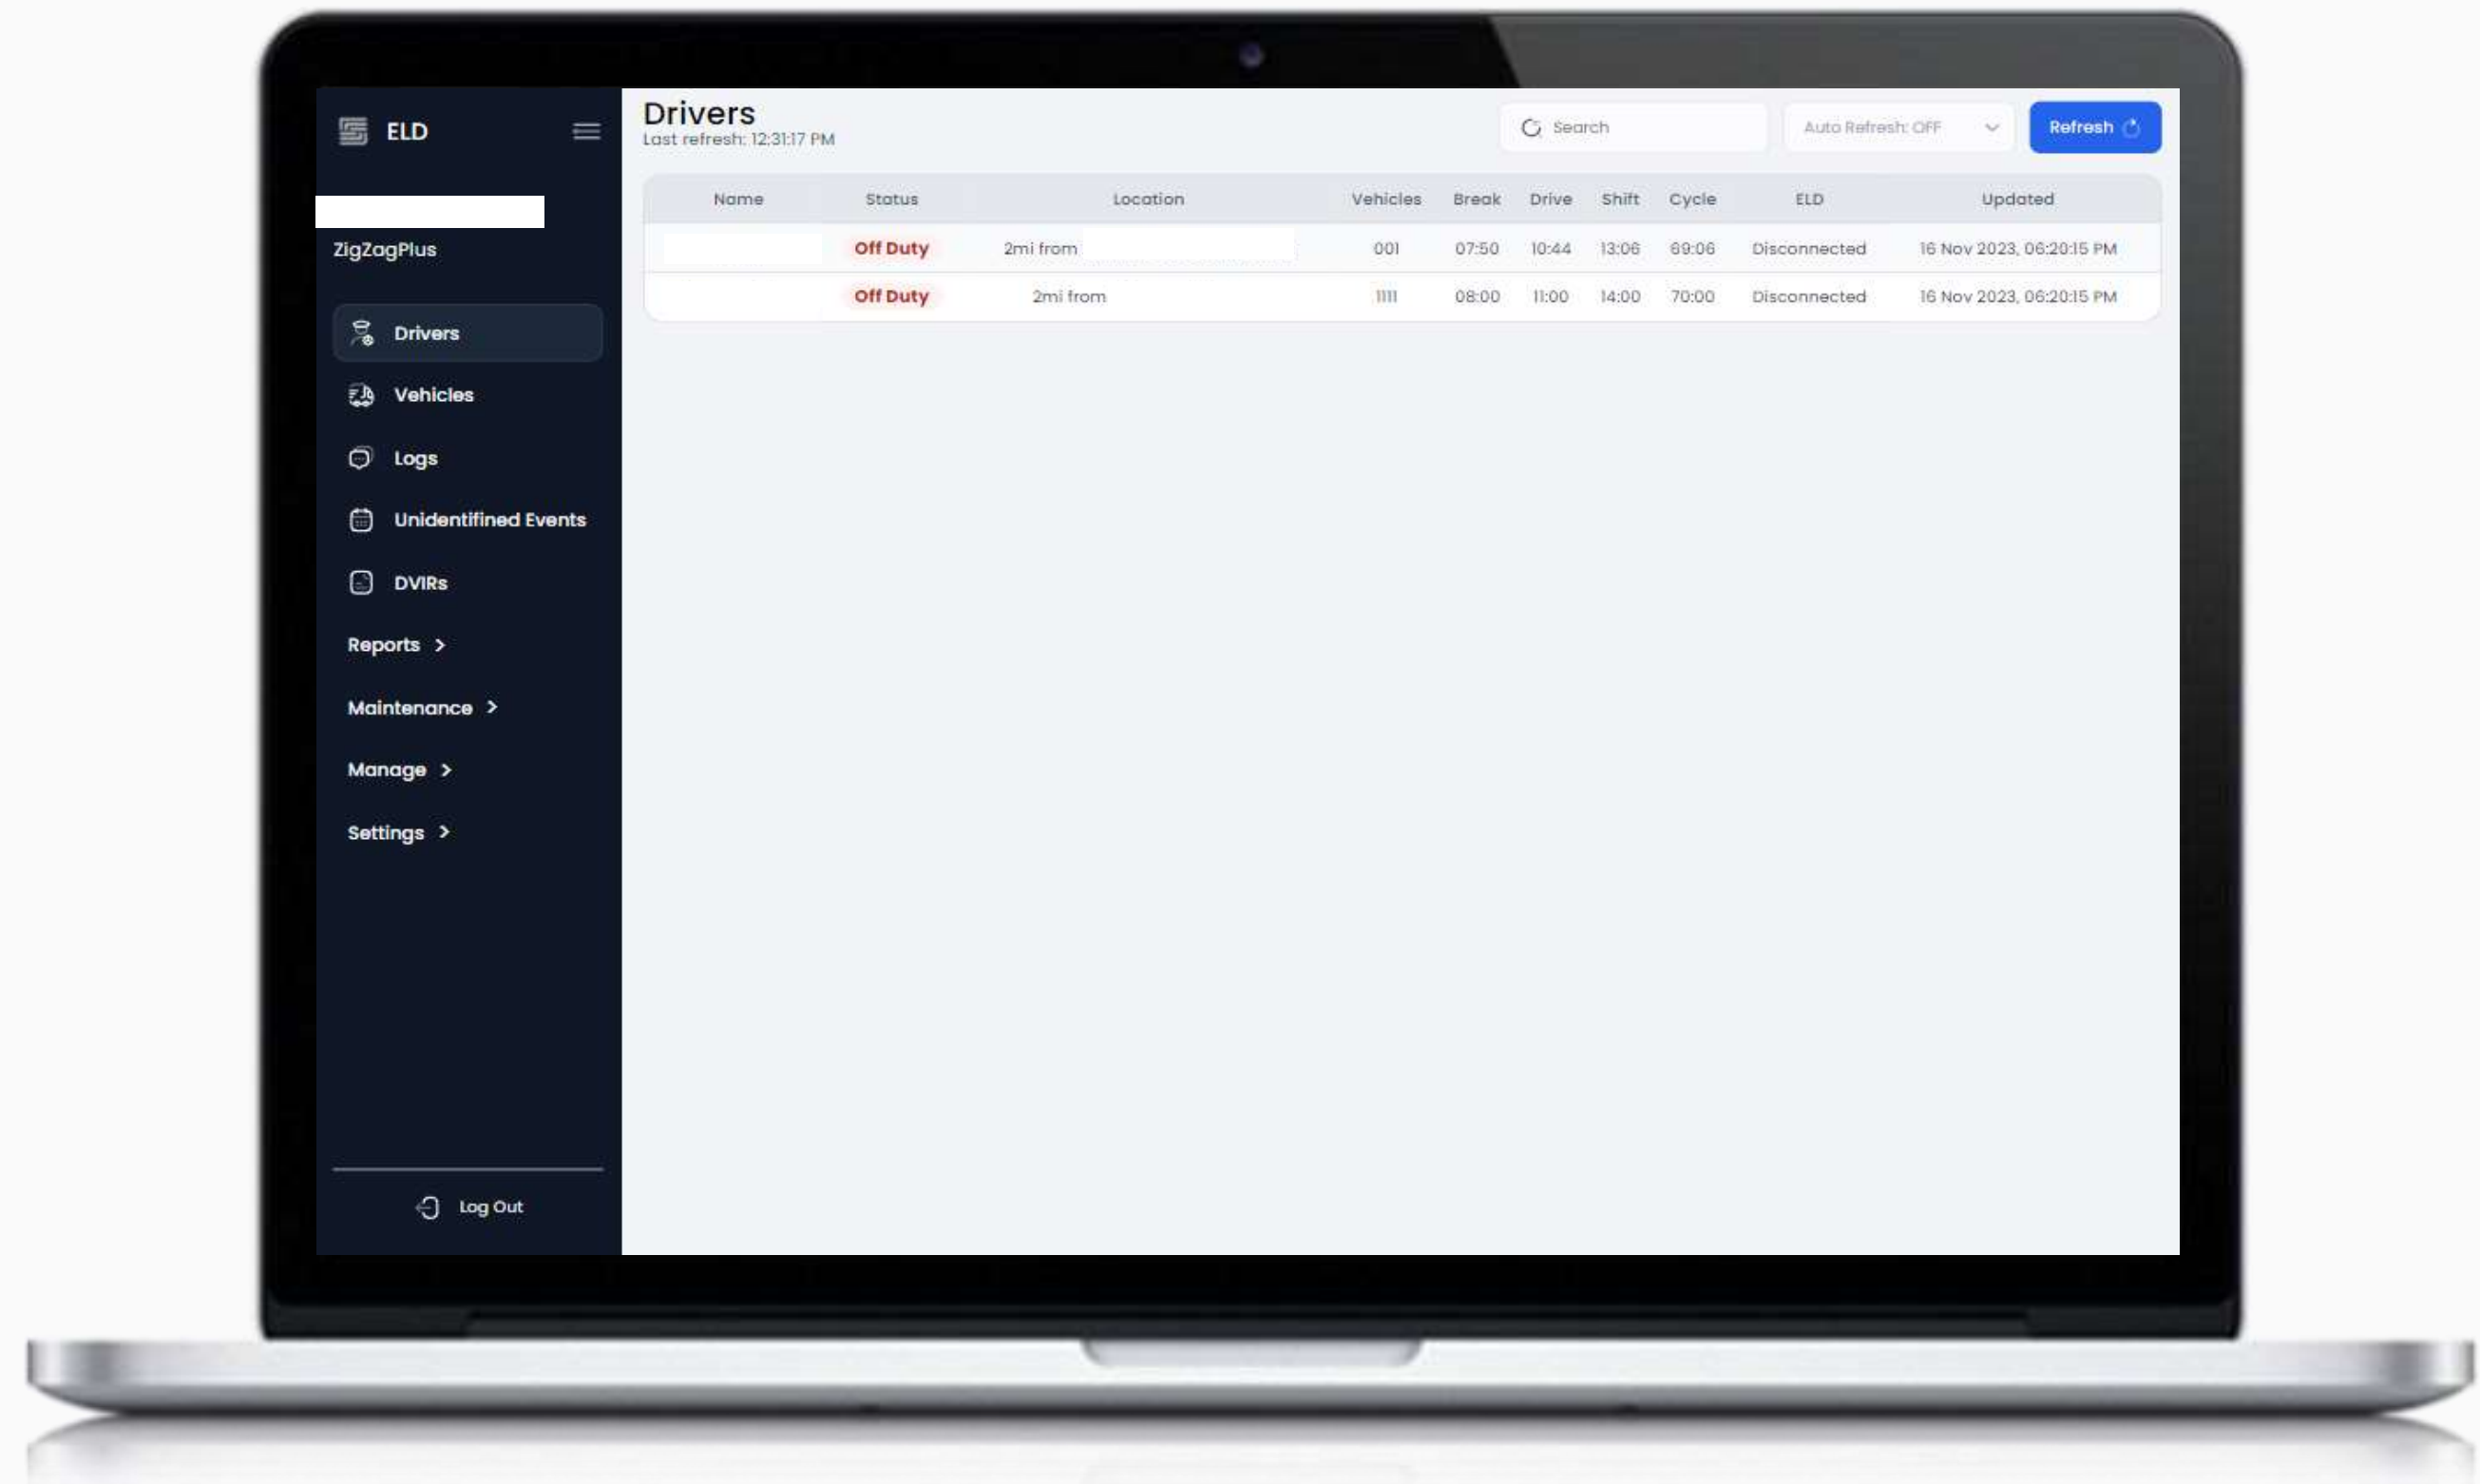 ELD
ZigZagPlus
Drivers
Vehicles
Logs
Unidentifined Events
DVIRs
Reports >
Maintenance >
Manage >
Settings >
Log Out
Drivers
Last refresh: 12:31:17 PM
Search
Auto Refresh: OFF
Refresh
Name Status Location Vehicles Break Drive Shift Cycle ELD Updated
Off Duty 2mi from 001 07:50 10:44 13:06 69:06 Disconnected 16 Nov 2023, 06:20:15 PM
Off Duty 2mi from 1111 08:00 11:00 14:00 70:00 Disconnected 16 Nov 2023, 06:20:15 PM